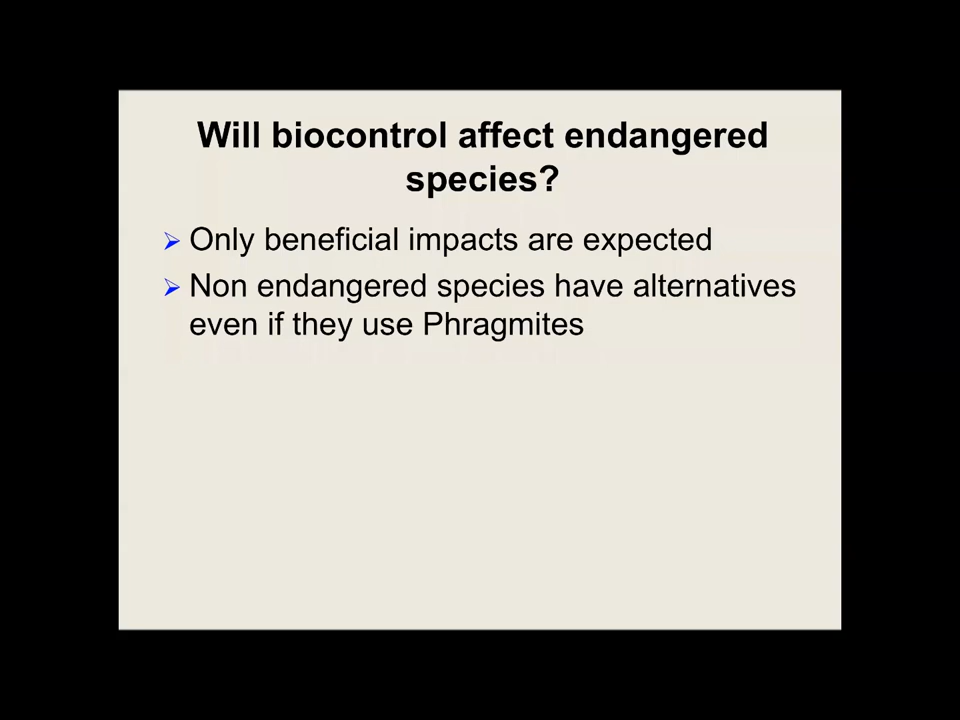 Will biocontrol affect endangered
species?
Only beneficial impacts are expected
Non endangered species have alternatives
even if they use Phragmites